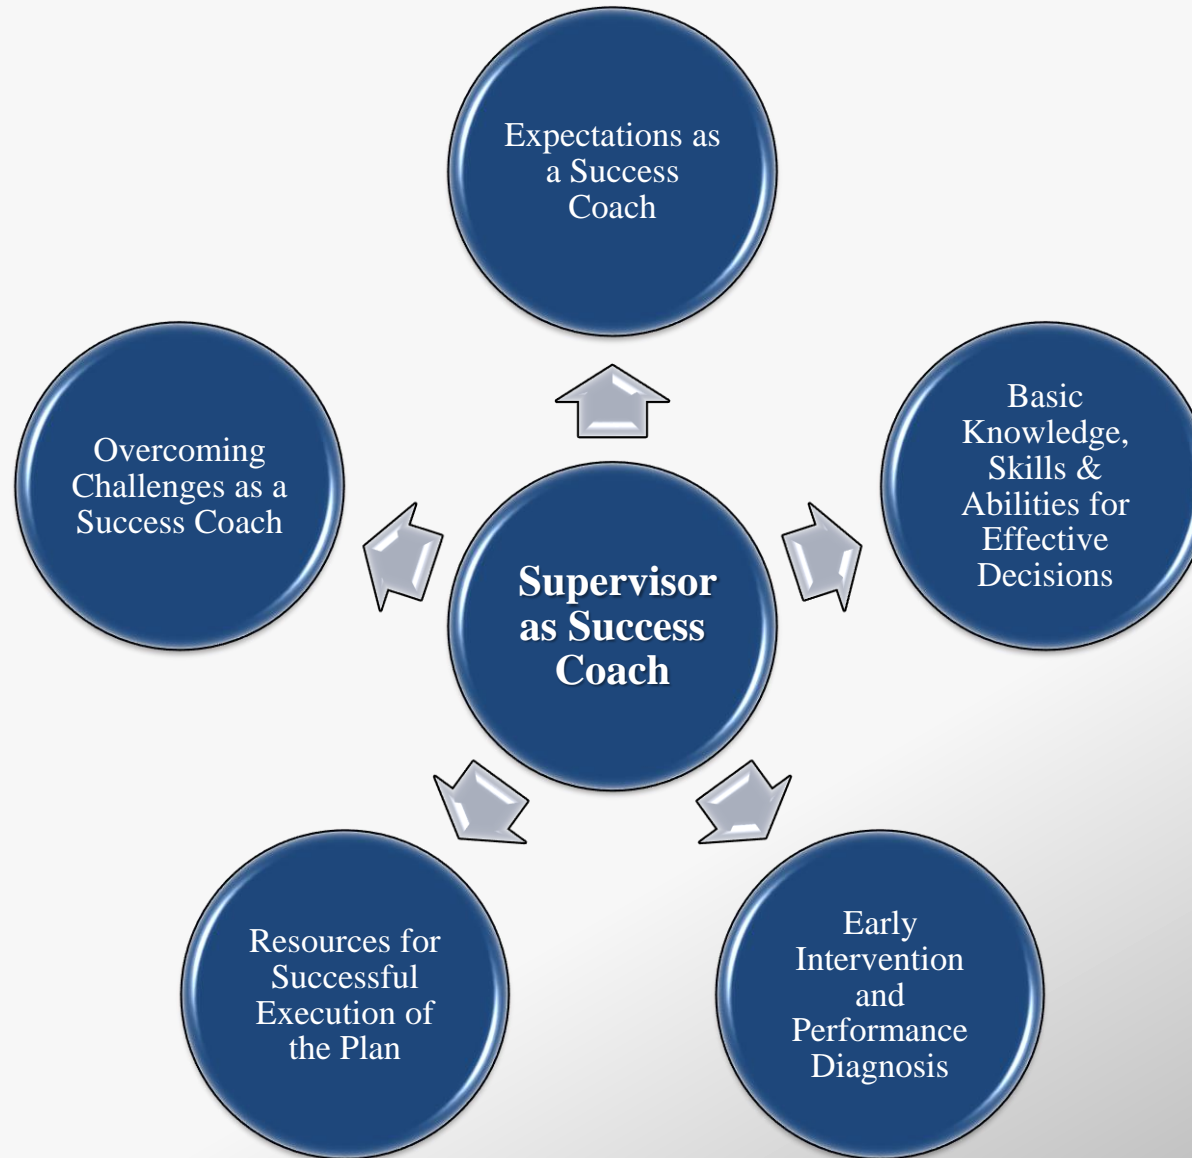 Expectations as
a Success
Coach
Basic
Knowledge,
Skills &
Abilities for
Effective
Decisions
Overcoming
Challenges as a
Success Coach
Supervisor
as Success
Coach
Resources for
Successful
Execution of
the Plan
Early
Intervention
and
Performance
Diagnosis